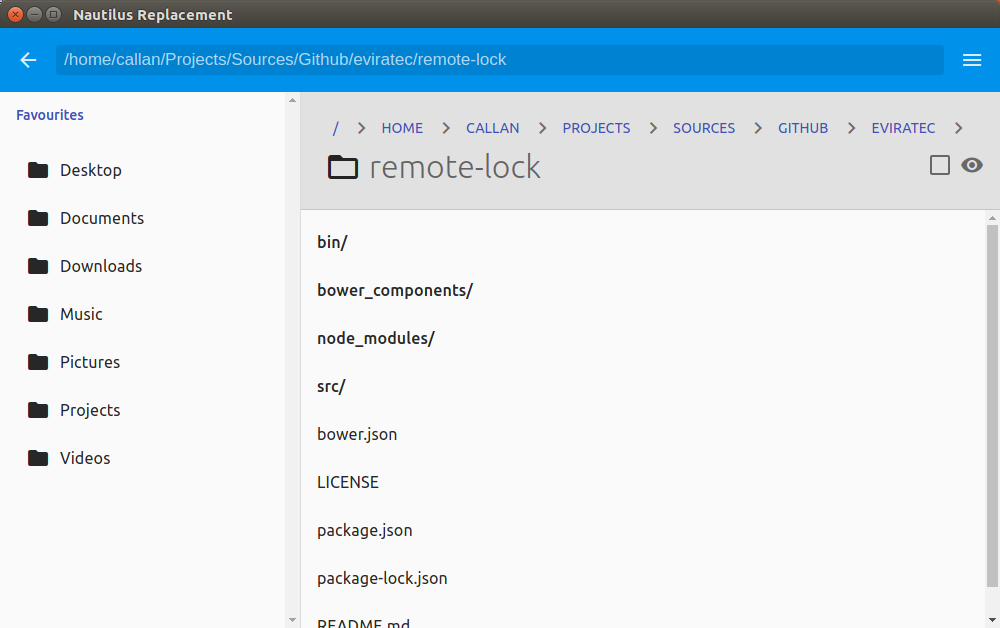 Nautilus Replacement
/home/callan/Projects/Sources/Github/eviratec/remote-lock
Favourites
Desktop
Documents
Downloads
Music
Pictures
Projects
Videos
/ > HOME > CALLAN > PROJECTS > SOURCES > GITHUB > EVIRATEC >
remote-lock
bin/
bower_components/
node_modules/
src/
bower.json
LICENSE
package.json
package-lock.json
README.md